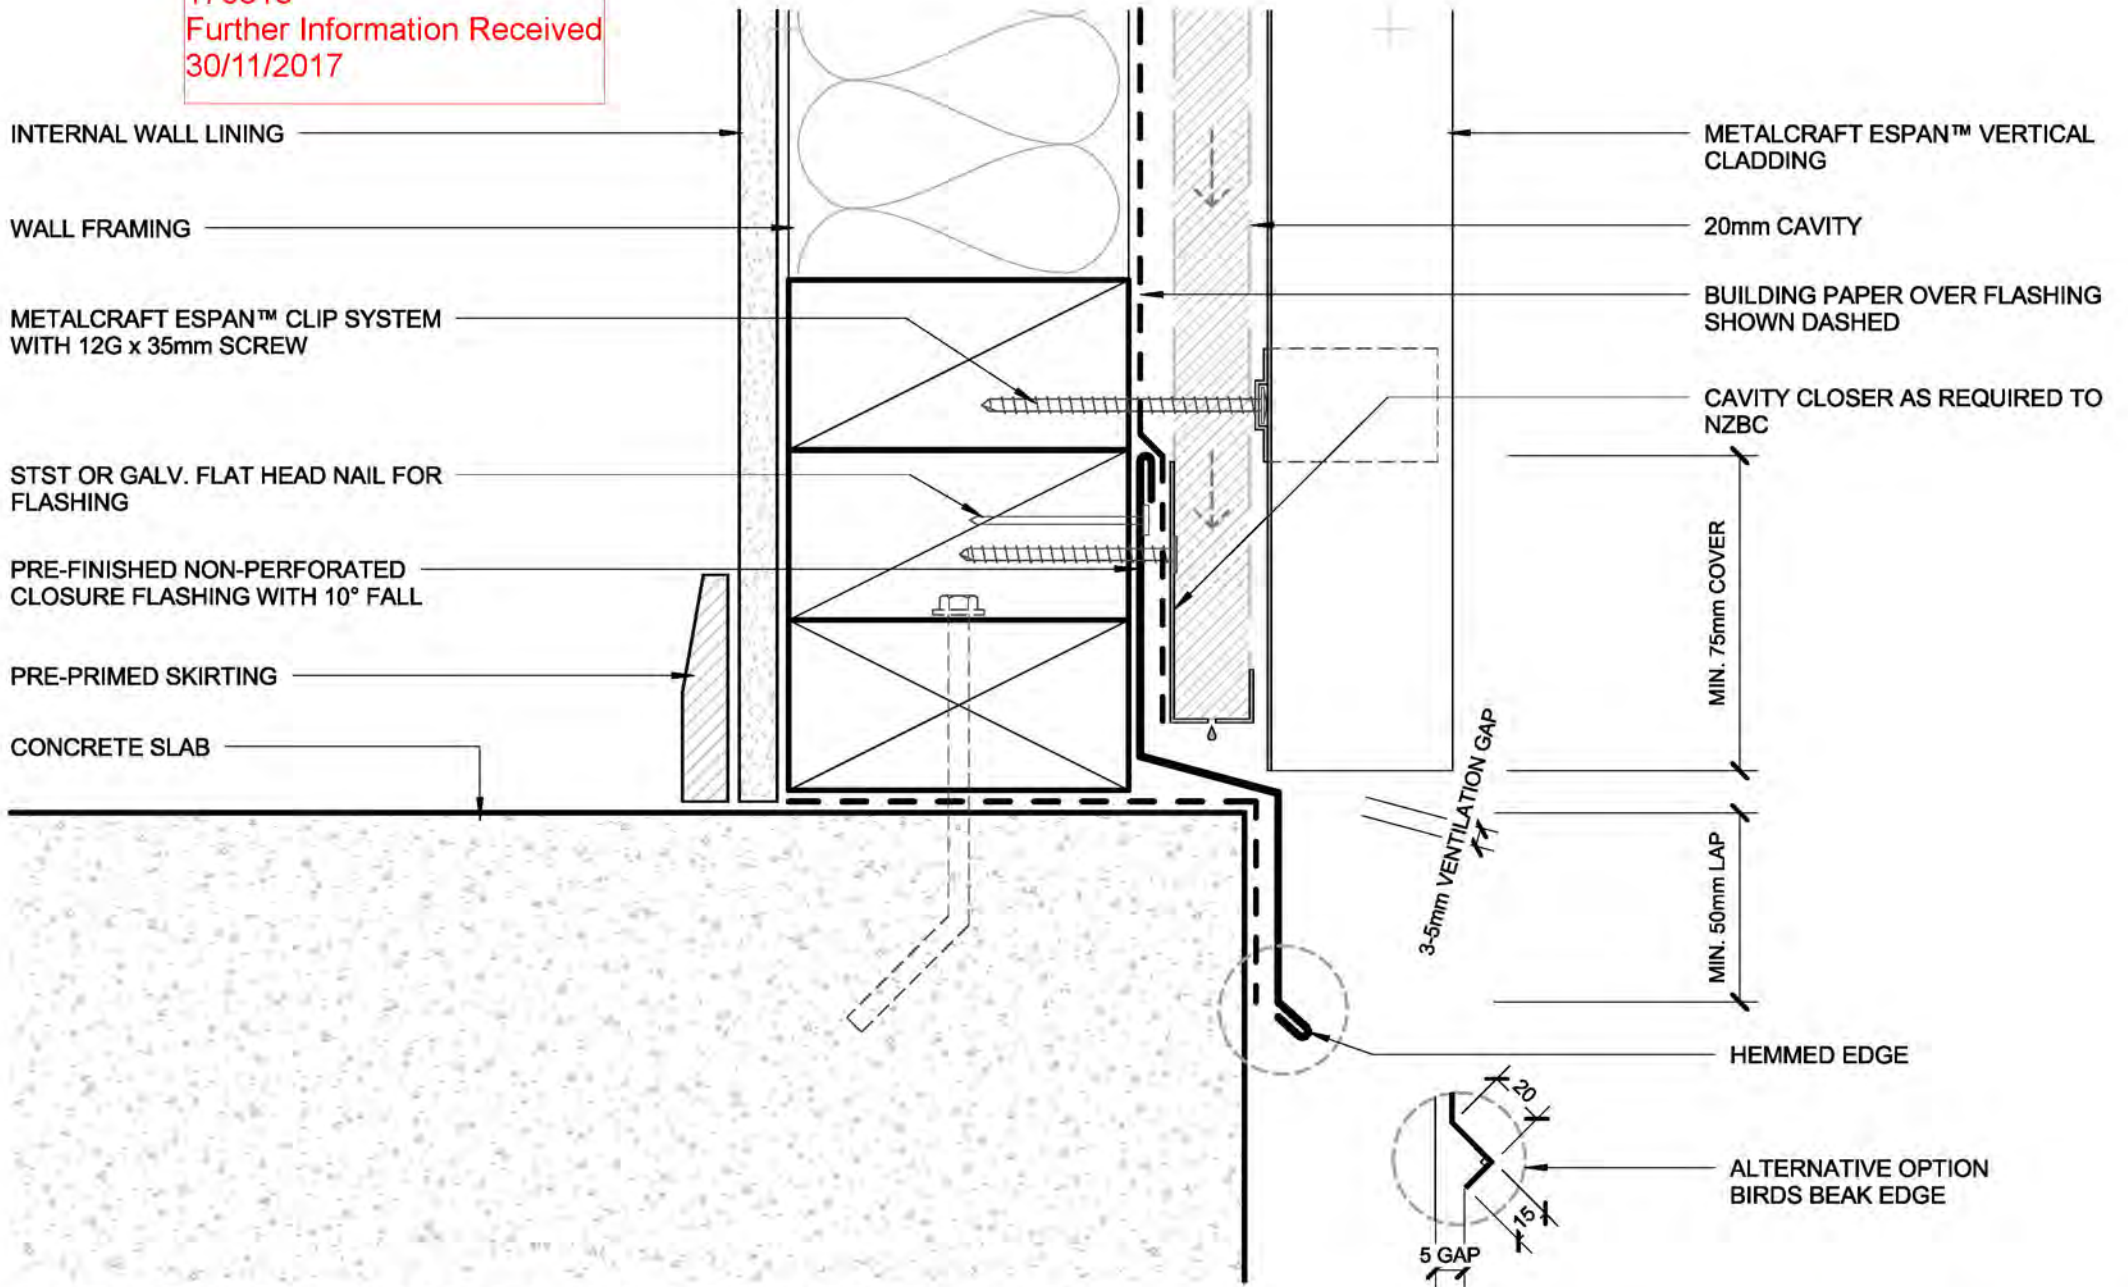 Further Information Received
30/11/2017
INTERNAL WALL LINING
WALL FRAMING
METALCRAFT ESPAN™ CLIP SYSTEM
WITH 12G x 35mm SCREW
STST OR GALV. FLAT HEAD NAIL FOR
FLASHING
PRE-FINISHED NON-PERFORATED
CLOSURE FLASHING WITH 10° FALL
PRE-PRIMED SKIRTING
CONCRETE SLAB
METALCRAFT ESPAN™ VERTICAL
CLADDING
20mm CAVITY
BUILDING PAPER OVER FLASHING
SHOWN DASHED
CAVITY CLOSER AS REQUIRED TO
NZBC
MIN. 75mm COVER
3-5mm VENTILATION GAP
MIN. 50mm LAP
HEMMED EDGE
20
ALTERNATIVE OPTION
BIRDS BEAK EDGE
15
5 GAP